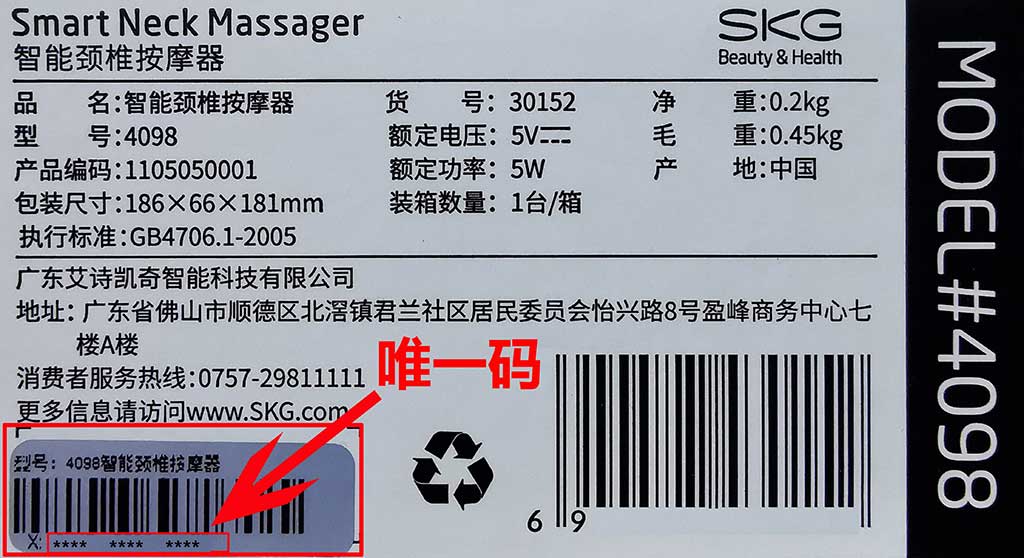 Smart Neck Massager
智能颈椎按摩器
SKG
Beauty & Health
品 名:智能颈椎按摩器 货 号: 30152 净 重:0.2kg
型 号:4098 额定电压: 5V⎓ 毛 重:0.45kg
产品编码:1105050001 额定功率: 5W 产 地:中国
包装尺寸:186×66×181mm 装箱数量: 1台/箱
执行标准:GB4706.1-2005
广东艾诗凯奇智能科技有限公司
地址: 广东省佛山市顺德区北滘镇君兰社区居民委员会怡兴路8号盈峰商务中心七
楼A楼
消费者服务热线:0757-29811111
更多信息请访问www.SKG.com
唯一码
型号: 4098智能颈椎按摩器
X: **** **** ****
6 9
MODEL#4098